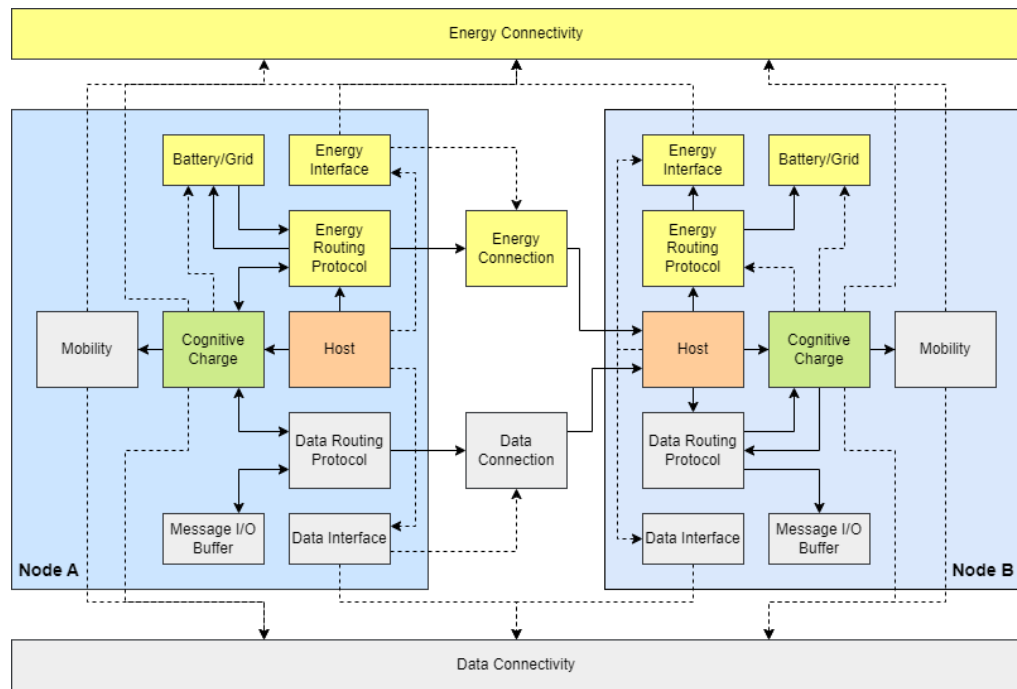 Energy Connectivity
Battery/Grid
Energy
Interface
Energy
Interface
Battery/Grid
Energy
Routing
Protocol
Energy
Connection
Energy
Routing
Protocol
Mobility
Cognitive
Charge
Host
Host
Cognitive
Charge
Mobility
Data Routing
Protocol
Data
Connection
Data Routing
Protocol
Message I/O
Buffer
Data Interface
Data Interface
Message I/O
Buffer
Node A
Node B
Data Connectivity